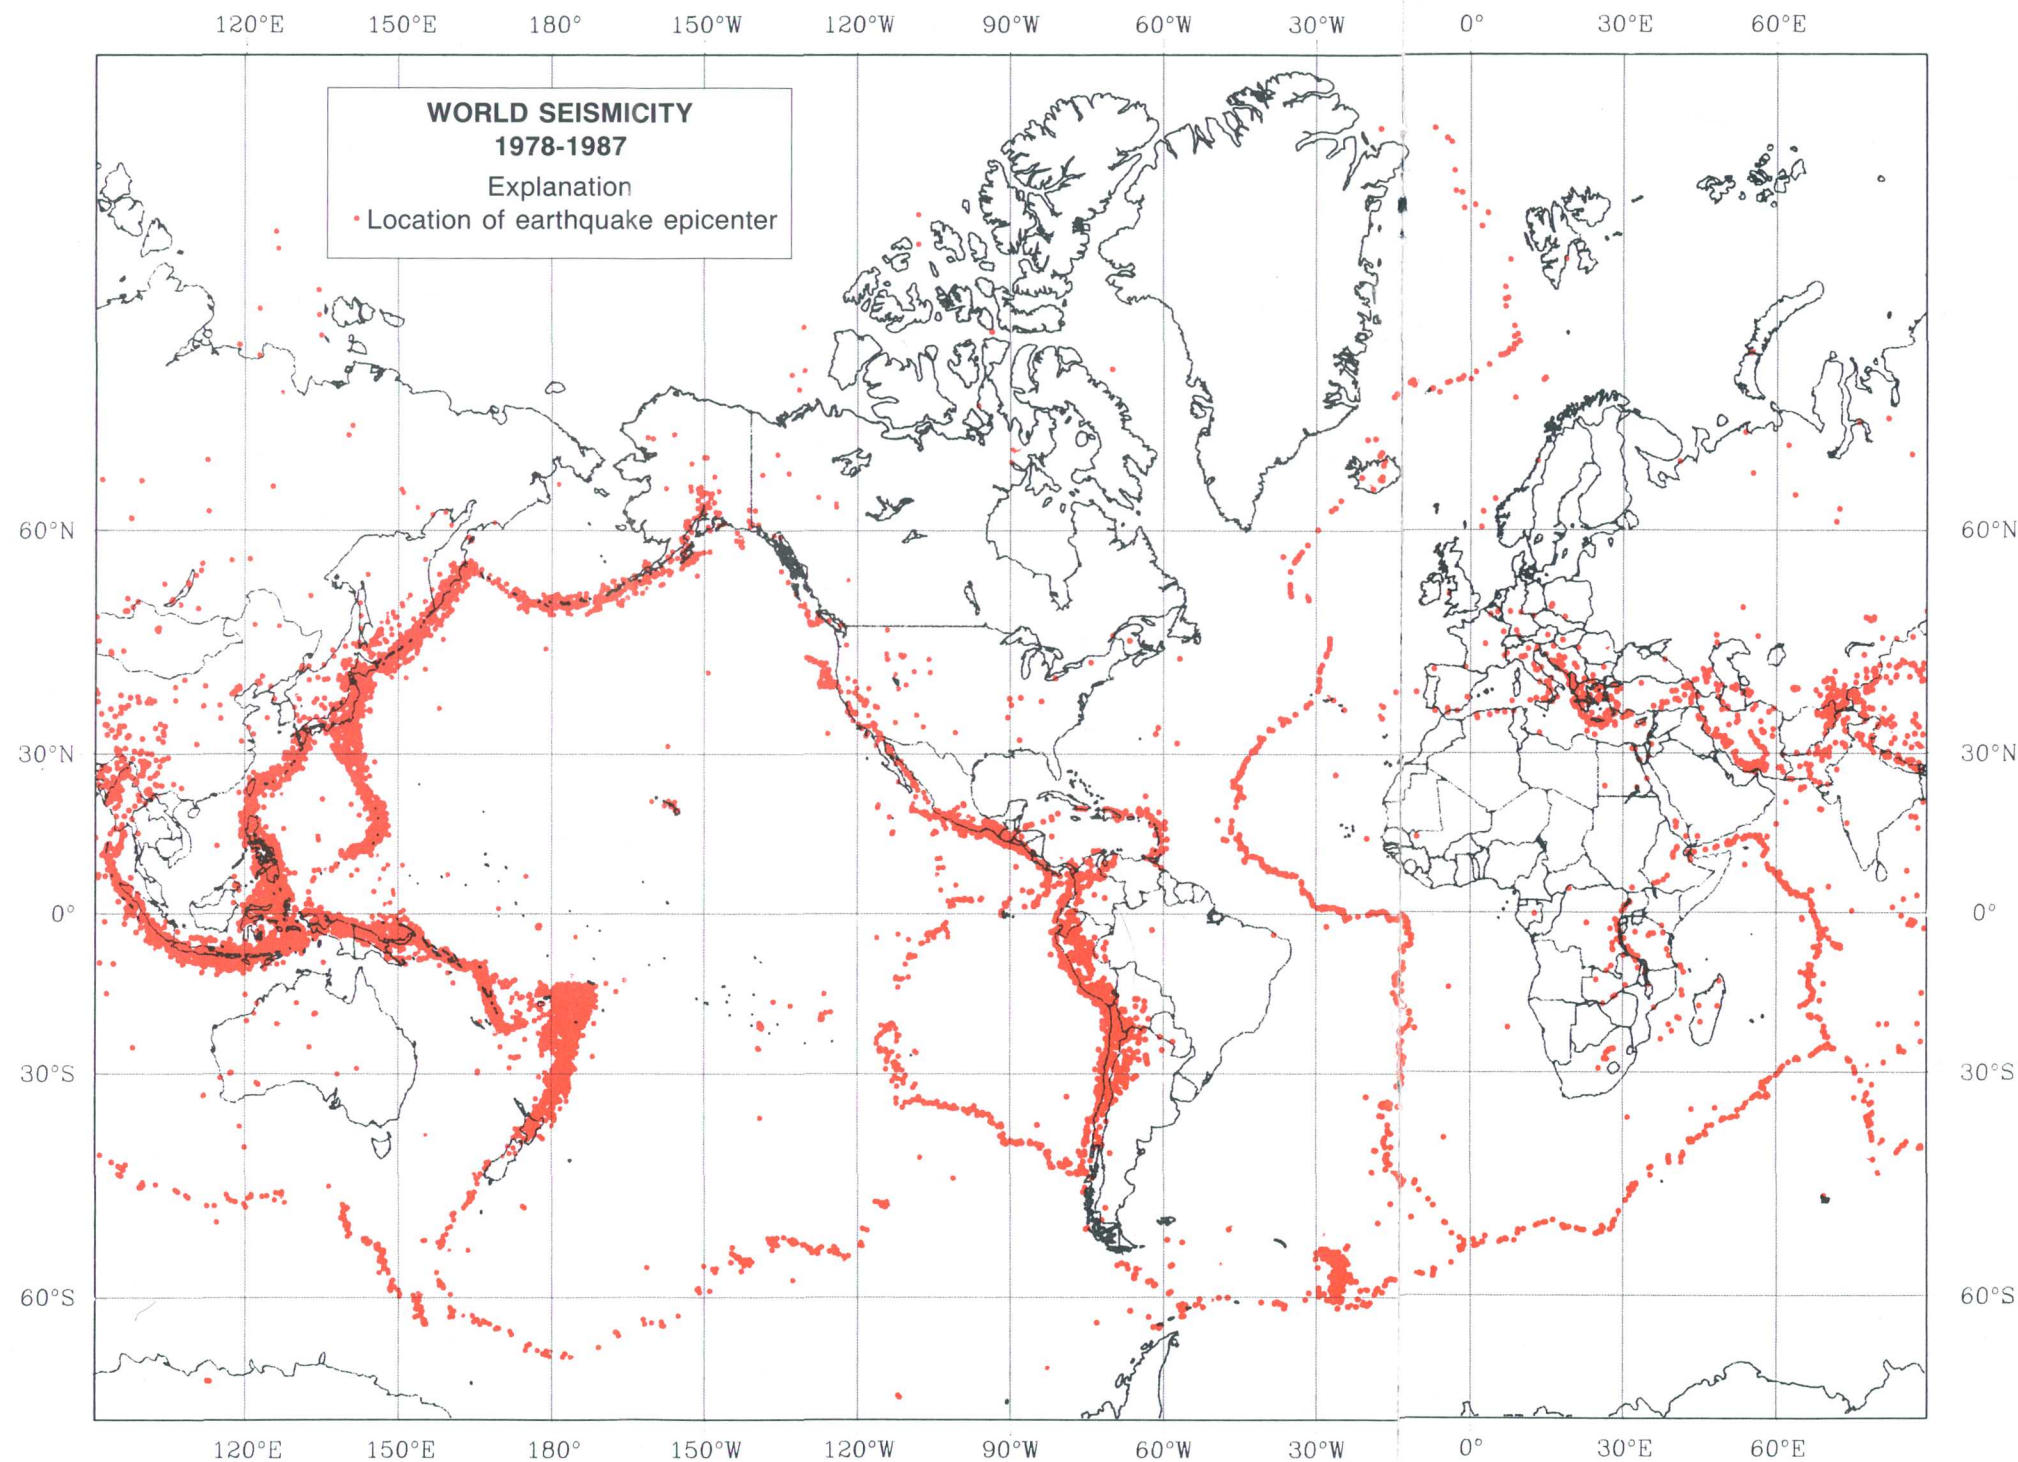 120°E 150°E 180° 150°W 120°W 90°W 60°W 30°W 0° 30°E 60°E
WORLD SEISMICITY
1978-1987
Explanation
Location of earthquake epicenter
60°N 60°N
30°N 30°N
0° 0°
30°S 30°S
60°S 60°S
120°E 150°E 180° 150°W 120°W 90°W 60°W 30°W 0° 30°E 60°E